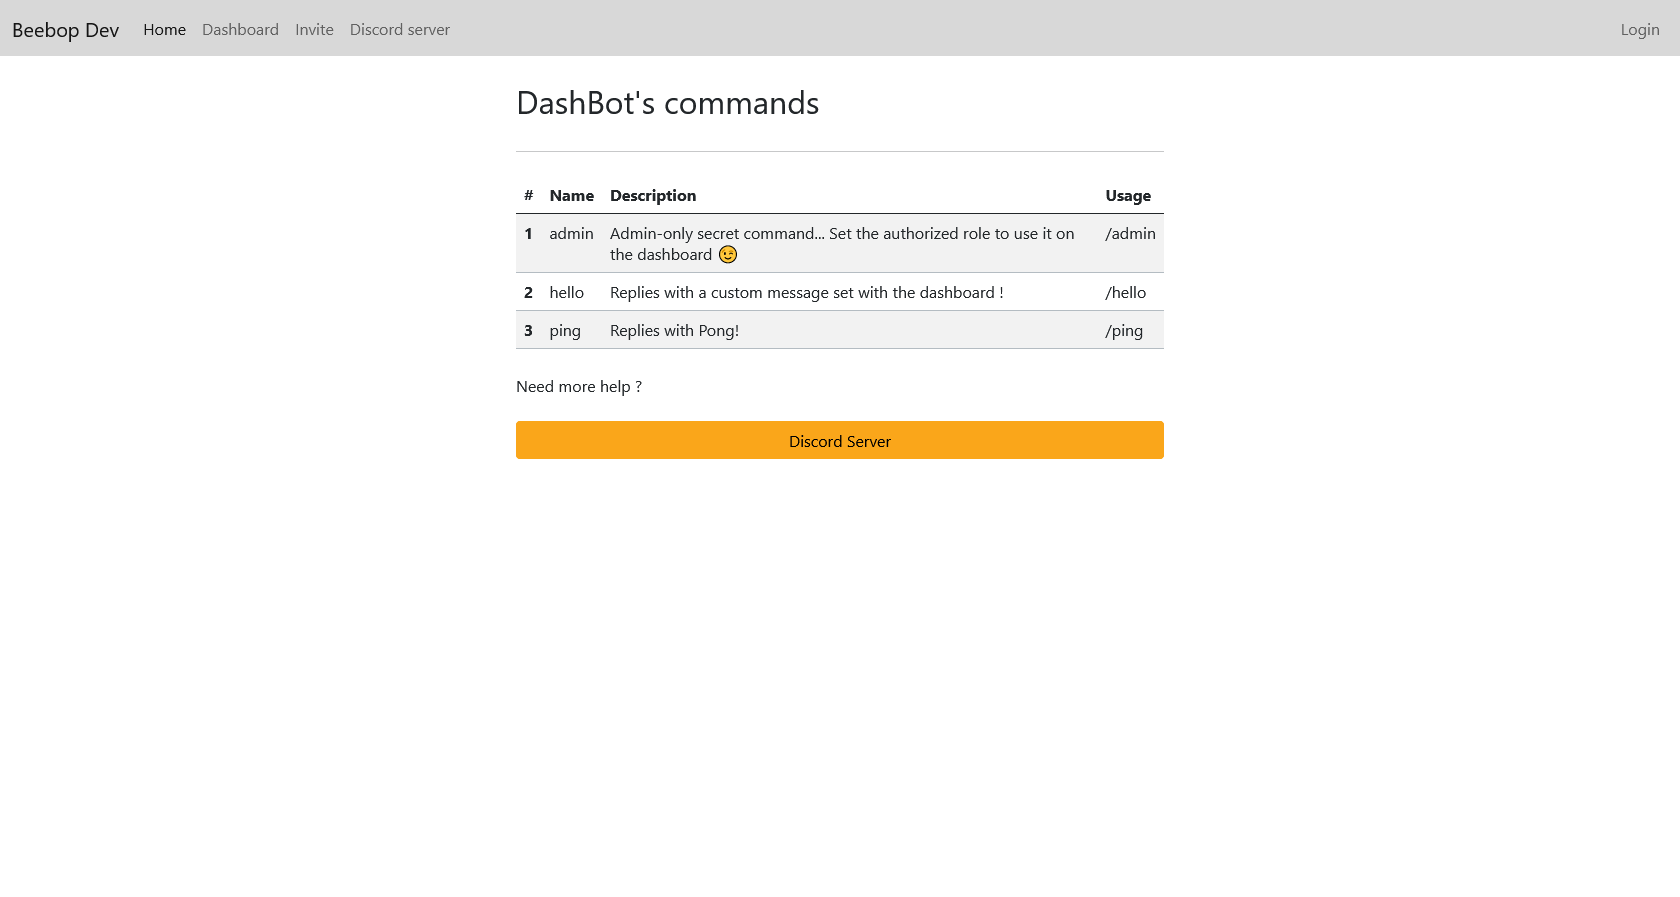 Beebop Dev Home Dashboard Invite Discord server Login
DashBot's commands
# Name Description Usage
1 admin Admin-only secret command... Set the authorized role to use it on /admin
the dashboard 😉
2 hello Replies with a custom message set with the dashboard ! /hello
3 ping Replies with Pong! /ping
Need more help ?
Discord Server